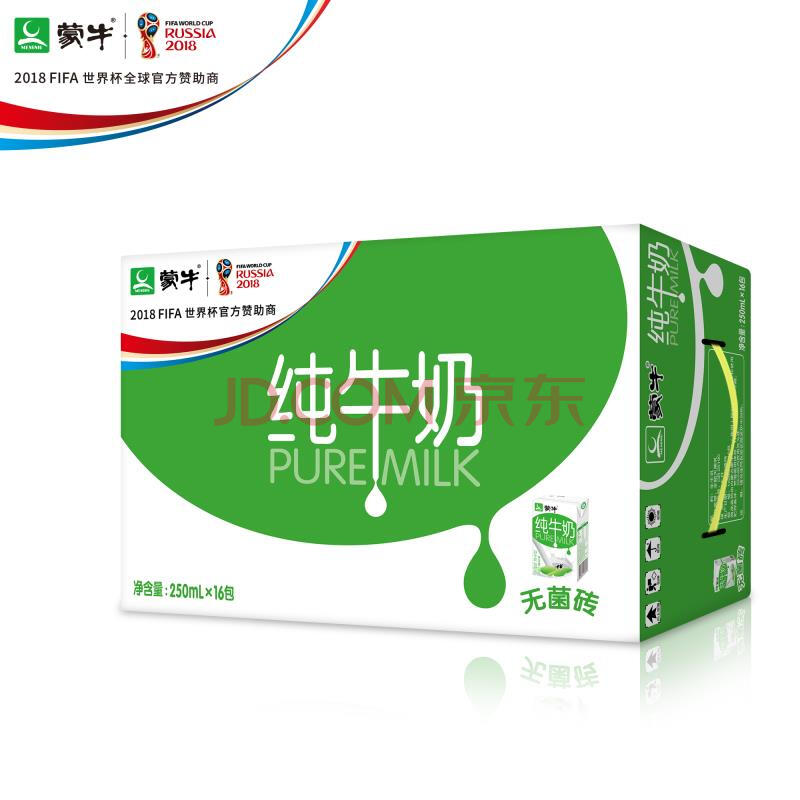 蒙牛
FIFA WORLD CUP
RUSSIA
2018
2018 FIFA 世界杯全球官方赞助商
蒙牛
FIFA WORLD CUP
RUSSIA
2018
2018 FIFA 世界杯官方赞助商
纯牛奶
PURE MILK
JD.COM 京东
净含量:250mL×16包
纯牛奶
PURE MILK
无菌砖
纯牛奶
PURE MILK
净含量:250mL×16包
蒙牛